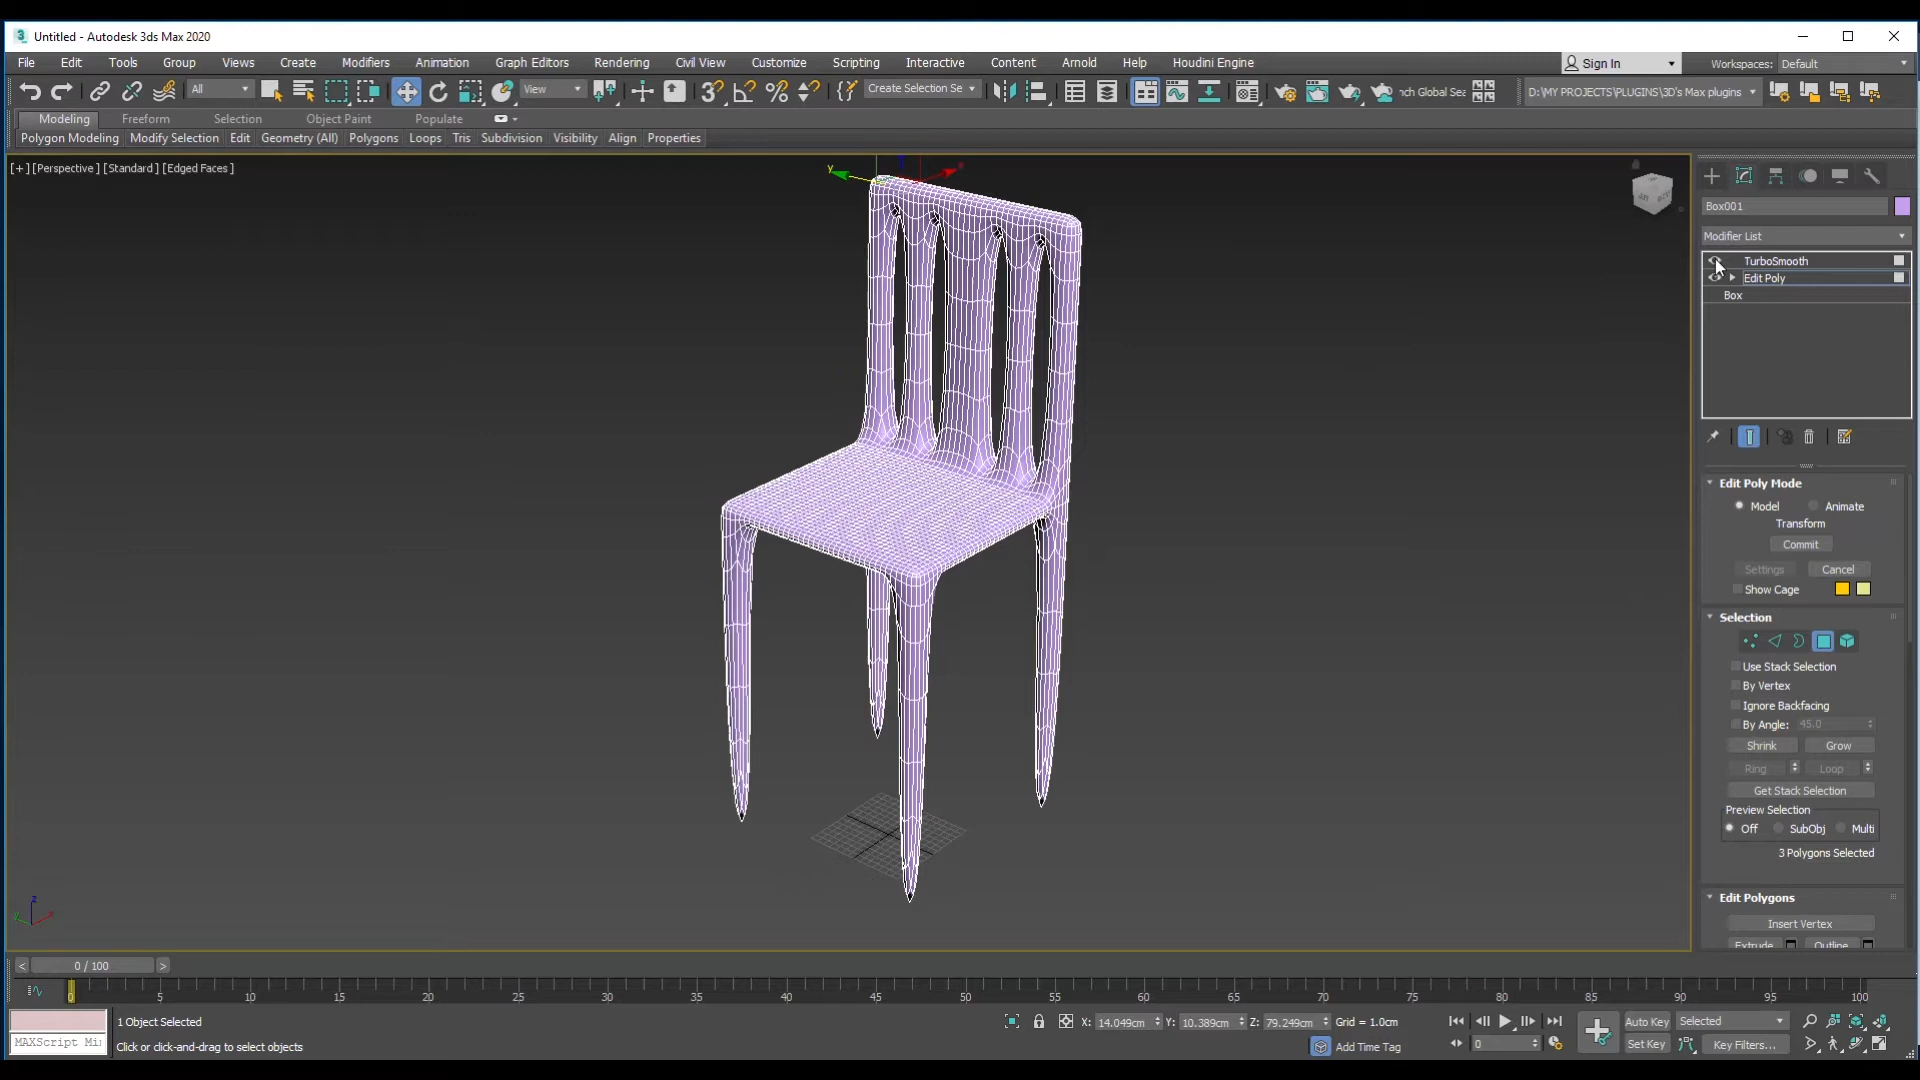 Untitled - Autodesk 3ds Max 2020
File Edit Tools Group Views Create Modifiers Animation Graph Editors Rendering Civil View Customize Scripting Interactive Content Arnold Help Houdini Engine Sign In Workspaces: Default
All View Create Selection Se nch Global Sea D:\MY PROJECTS\PLUGINS\3D's Max plugins
Modeling Freeform Selection Object Paint Populate
Polygon Modeling Modify Selection Edit Geometry (All) Polygons Loops Tris Subdivision Visibility Align Properties
[+] [Perspective ] [Standard ] [Edged Faces ]
y
Box001
Modifier List
TurboSmooth
Edit Poly
Box
Edit Poly Mode
Model Animate
Transform
Commit
Settings Cancel
Show Cage
Selection
Use Stack Selection
By Vertex
Ignore Backfacing
By Angle: 45.0
Shrink Grow
Ring Loop
Get Stack Selection
Preview Selection
Off SubObj Multi
3 Polygons Selected
Edit Polygons
Insert Vertex
Extrude Outline
z
< 0 / 100 >
0 5 10 15 20 25 30 35 40 45 50 55 60 65 70 75 80 85 90 95 100
1 Object Selected X: 14.049cm Y: 10.389cm Z: 79.249cm Grid = 1.0cm Auto Key Selected
MAXScript Mi Click or click-and-drag to select objects Add Time Tag 0 Set Key Key Filters...